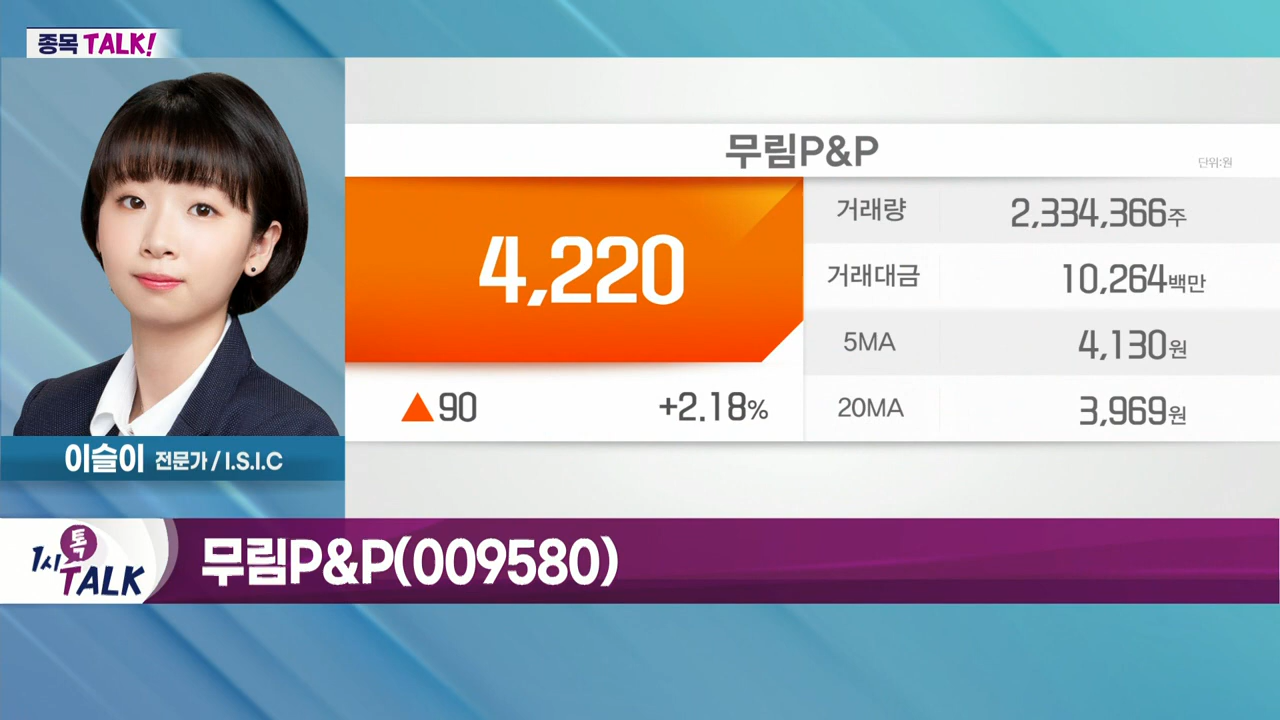 종목 TALK!
무림P&P
단위:원
4,220
▲90 +2.18%
거래량 2,334,366주
거래대금 10,264백만
5MA 4,130원
20MA 3,969원
이슬이 전문가 / I.S.I.C
1시 톡 TALK
무림P&P(009580)